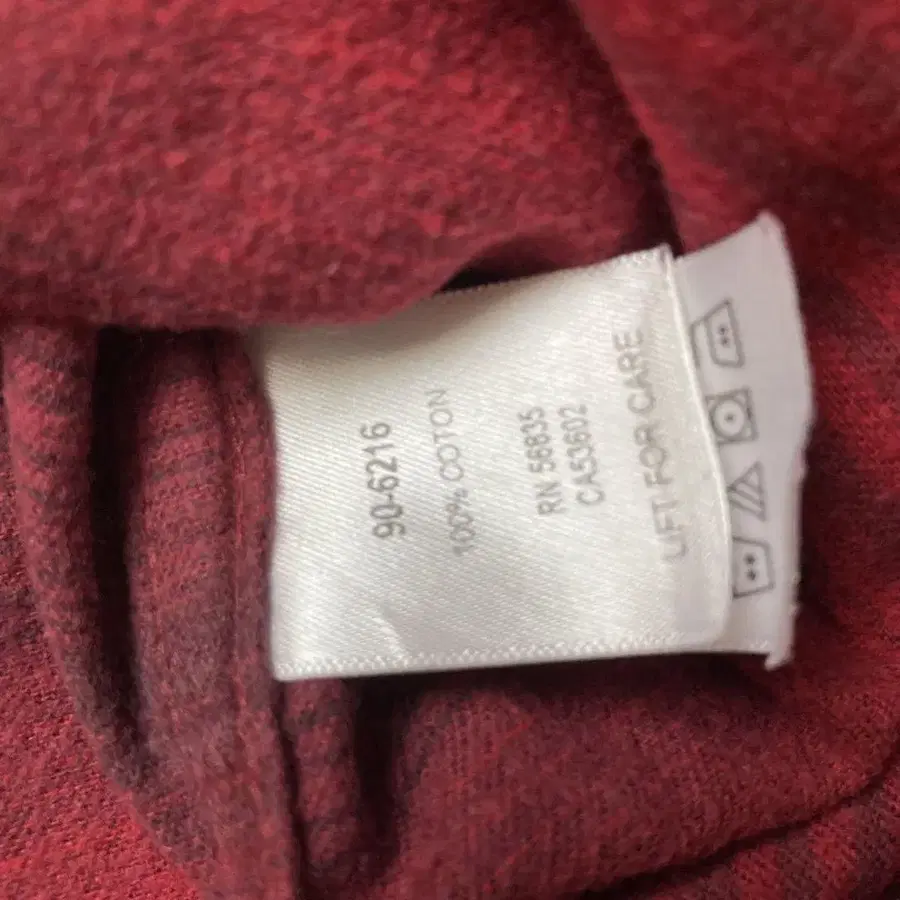 90-6216
100% COTON
RN 56835
CA53602
LIFT FOR CARE